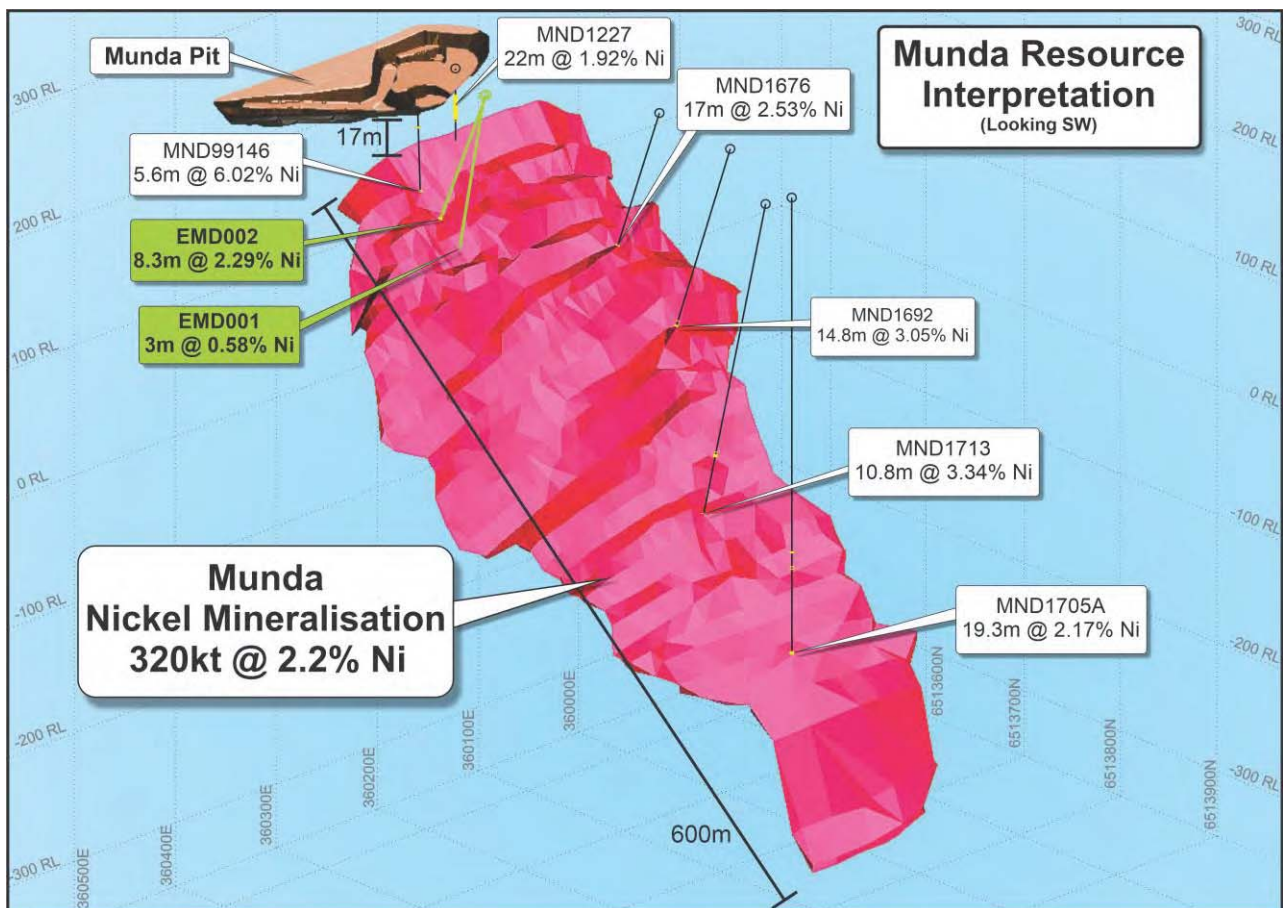 Munda Pit
MND1227
22m @ 1.92% Ni
MND1676
17m @ 2.53% Ni
Munda Resource
Interpretation
(Looking SW)
17m
MND99146
5.6m @ 6.02% Ni
EMD002
8.3m @ 2.29% Ni
EMD001
3m @ 0.58% Ni
MND1692
14.8m @ 3.05% Ni
MND1713
10.8m @ 3.34% Ni
Munda
Nickel Mineralisation
320kt @ 2.2% Ni
MND1705A
19.3m @ 2.17% Ni
600m
300 RL
200 RL
100 RL
0 RL
-100 RL
-200 RL
-300 RL
300 RL
200 RL
100 RL
0 RL
-100 RL
-200 RL
-300 RL
360500E
360400E
360300E
360200E
360100E
360000E
6513600N
6513700N
6513800N
6513900N